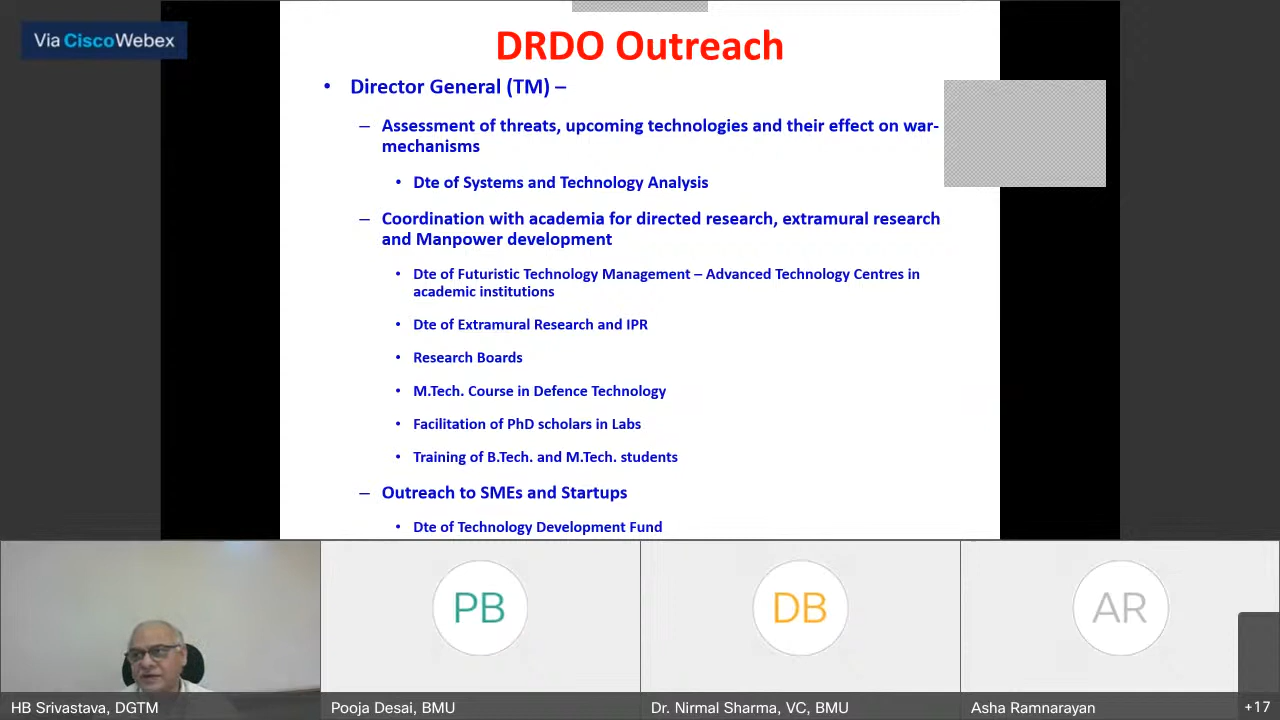 Via Cisco Webex
DRDO Outreach
• Director General (TM) –
– Assessment of threats, upcoming technologies and their effect on war-
mechanisms
• Dte of Systems and Technology Analysis
– Coordination with academia for directed research, extramural research
and Manpower development
• Dte of Futuristic Technology Management – Advanced Technology Centres in
academic institutions
• Dte of Extramural Research and IPR
• Research Boards
• M.Tech. Course in Defence Technology
• Facilitation of PhD scholars in Labs
• Training of B.Tech. and M.Tech. students
– Outreach to SMEs and Startups
• Dte of Technology Development Fund
PB
DB
AR
HB Srivastava, DGTM
Pooja Desai, BMU
Dr. Nirmal Sharma, VC, BMU
Asha Ramnarayan
+17